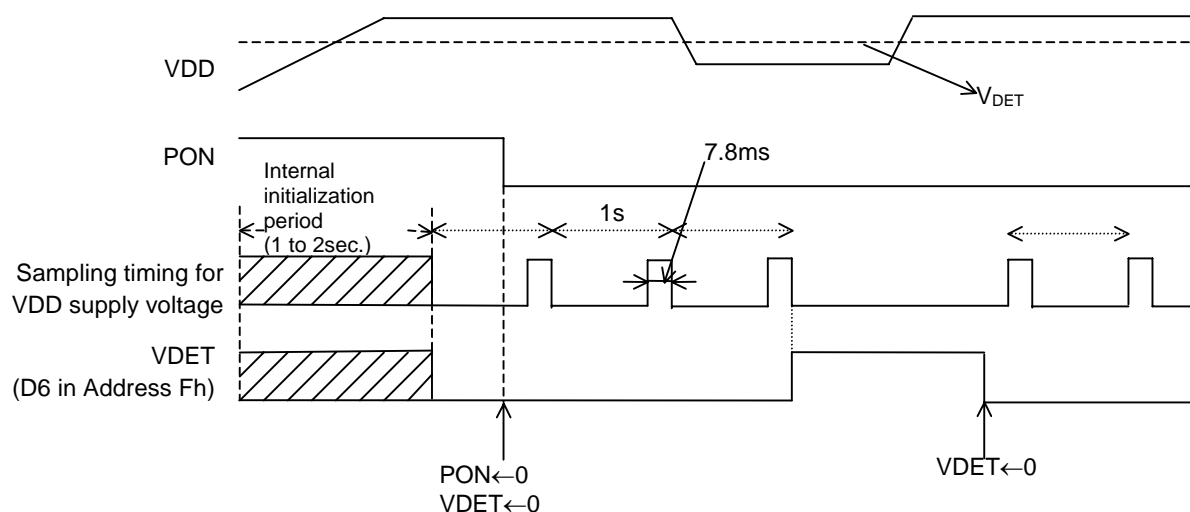 VDD
V_DET
PON
7.8ms
Internal
initialization
period
(1 to 2sec.)
1s
Sampling timing for
VDD supply voltage
VDET
(D6 in Address Fh)
PON←0
VDET←0
VDET←0